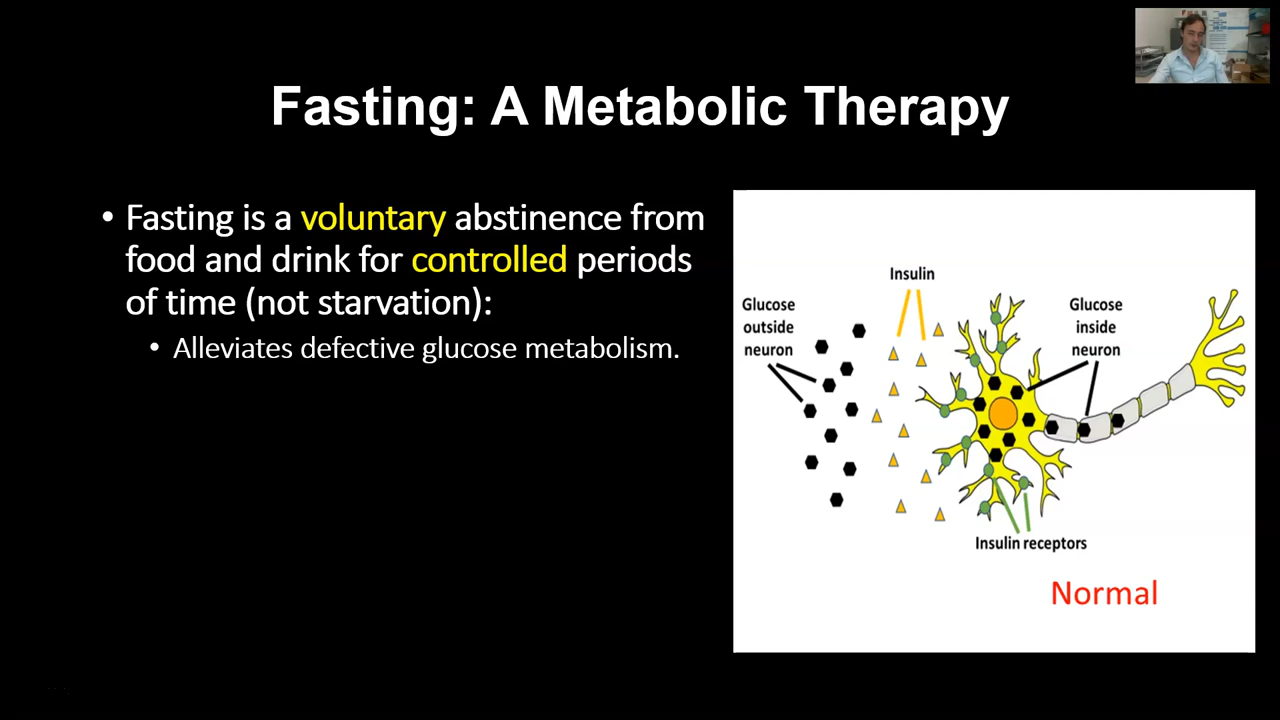 Fasting: A Metabolic Therapy
• Fasting is a voluntary abstinence from
food and drink for controlled periods
of time (not starvation):
• Alleviates defective glucose metabolism.
Insulin
Glucose
outside
neuron
Glucose
inside
neuron
Insulin receptors
Normal